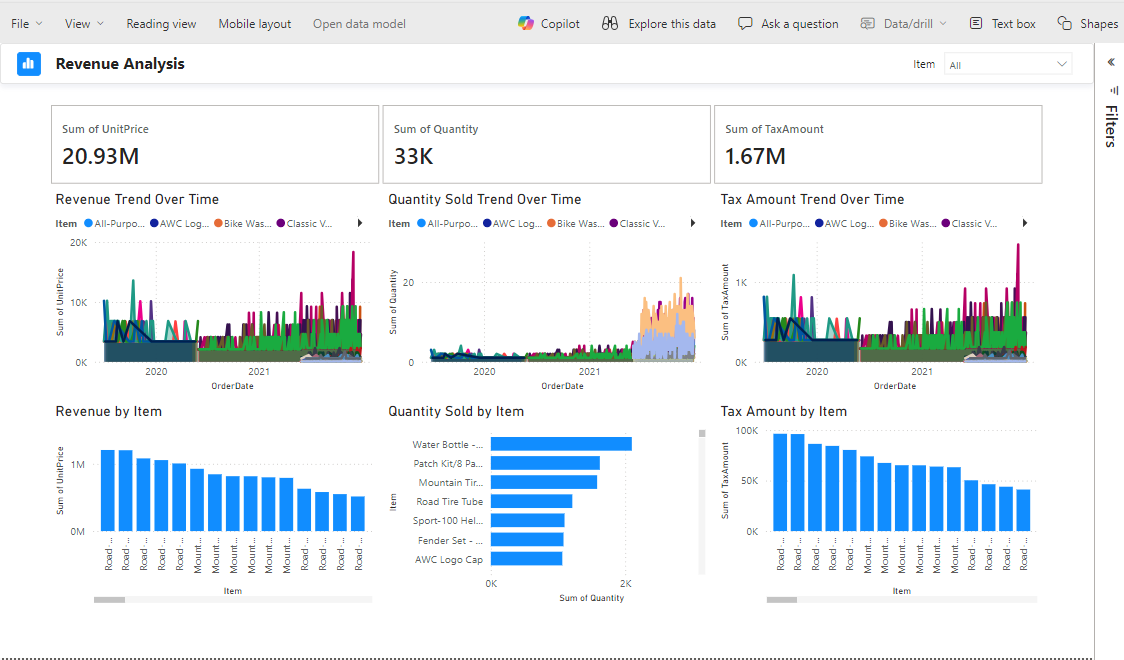 File View Reading view Mobile layout Open data model Copilot Explore this data Ask a question Data/drill Text box Shapes
Revenue Analysis Item All
Filters
Sum of UnitPrice Sum of Quantity Sum of TaxAmount
20.93M 33K 1.67M
Revenue Trend Over Time Quantity Sold Trend Over Time Tax Amount Trend Over Time
Item All-Purpo... AWC Log... Bike Was... Classic V... Item All-Purpo... AWC Log... Bike Was... Classic V... Item All-Purpo... AWC Log... Bike Was... Classic V...
Sum of UnitPrice
20K
10K
0K
2020 2021
OrderDate
Sum of Quantity
20
0
2020 2021
OrderDate
Sum of TaxAmount
1K
0K
2020 2021
OrderDate
Revenue by Item Quantity Sold by Item Tax Amount by Item
Sum of UnitPrice
1M
0M
Road ... Road ... Road ... Road ... Road ... Mount... Mount... Mount... Mount... Mount... Mount... Road ... Road ... Road ... Road ...
Item
Item
Water Bottle -...
Patch Kit/8 Pa...
Mountain Tir...
Road Tire Tube
Sport-100 Hel...
Fender Set - ...
AWC Logo Cap
0K 2K
Sum of Quantity
Sum of TaxAmount
100K
50K
0K
Road ... Road ... Road ... Road ... Road ... Mount... Mount... Mount... Mount... Mount... Mount... Road ... Road ... Road ... Road ...
Item